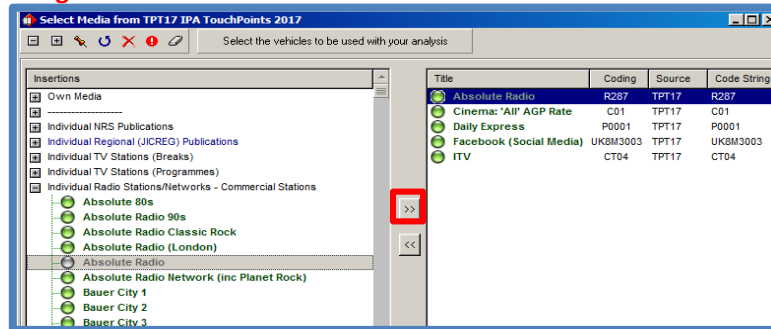 Select Media from TPT17 IPA TouchPoints 2017
Select the vehicles to be used with your analysis
Insertions
Own Media
-------------------
Individual NRS Publications
Individual Regional (JICREG) Publications
Individual TV Stations (Breaks)
Individual TV Stations (Programmes)
Individual Radio Stations/Networks - Commercial Stations
Absolute 80s
Absolute Radio 90s
Absolute Radio Classic Rock
Absolute Radio (London)
Absolute Radio
Absolute Radio Network (inc Planet Rock)
Bauer City 1
Bauer City 2
Bauer City 3
>>
<<
Title Coding Source Code String
Absolute Radio R287 TPT17 R287
Cinema: 'All' AGP Rate C01 TPT17 C01
Daily Express P0001 TPT17 P0001
Facebook (Social Media) UK8M3003 TPT17 UK8M3003
ITV CT04 TPT17 CT04